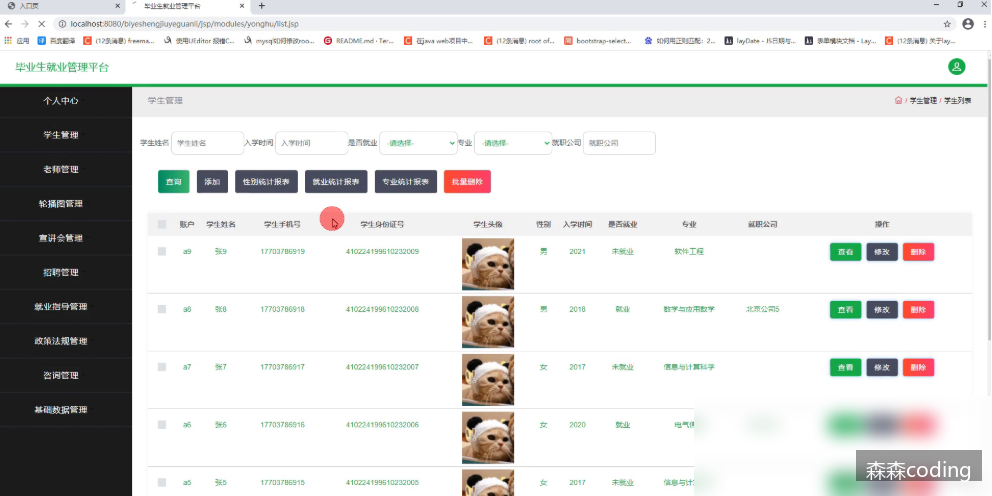 入口页
毕业生就业管理平台
localhost:8080/biyeshengjiuyeguanli/jsp/modules/yonghu/list.jsp
应用 百度翻译 (12条消息) freema... 使用UEditor 报错C... mysql如何修改roo... README.md · Ter... 在java web项目中... (12条消息) root of... bootstrap-select... 如何用正则匹配：2... layDate - JS日期与... 表单模块文档 - Lay... (12条消息) 关于lay...
毕业生就业管理平台
个人中心
学生管理
老师管理
轮播图管理
宣讲会管理
招聘管理
就业指导管理
政策法规管理
咨询管理
基础数据管理
学生管理
/ 学生管理 / 学生列表
学生姓名 学生姓名 入学时间 入学时间 是否就业 -请选择- 专业 -请选择- 就职公司 就职公司
查询 添加 性别统计报表 就业统计报表 专业统计报表 批量删除
账户 学生姓名 学生手机号 学生身份证号 学生头像 性别 入学时间 是否就业 专业 就职公司 操作
a9 张9 17703786919 410224199610232009 男 2021 未就业 软件工程 查看 修改 删除
a8 张8 17703786918 410224199610232008 男 2018 就业 数学与应用数学 北京公司5 查看 修改 删除
a7 张7 17703786917 410224199610232007 女 2017 未就业 信息与计算科学 查看 修改 删除
a6 张6 17703786916 410224199610232006 女 2020 就业 电气
a5 张5 17703786915 410224199610232005 女 2017 未就业 信息与
森森coding